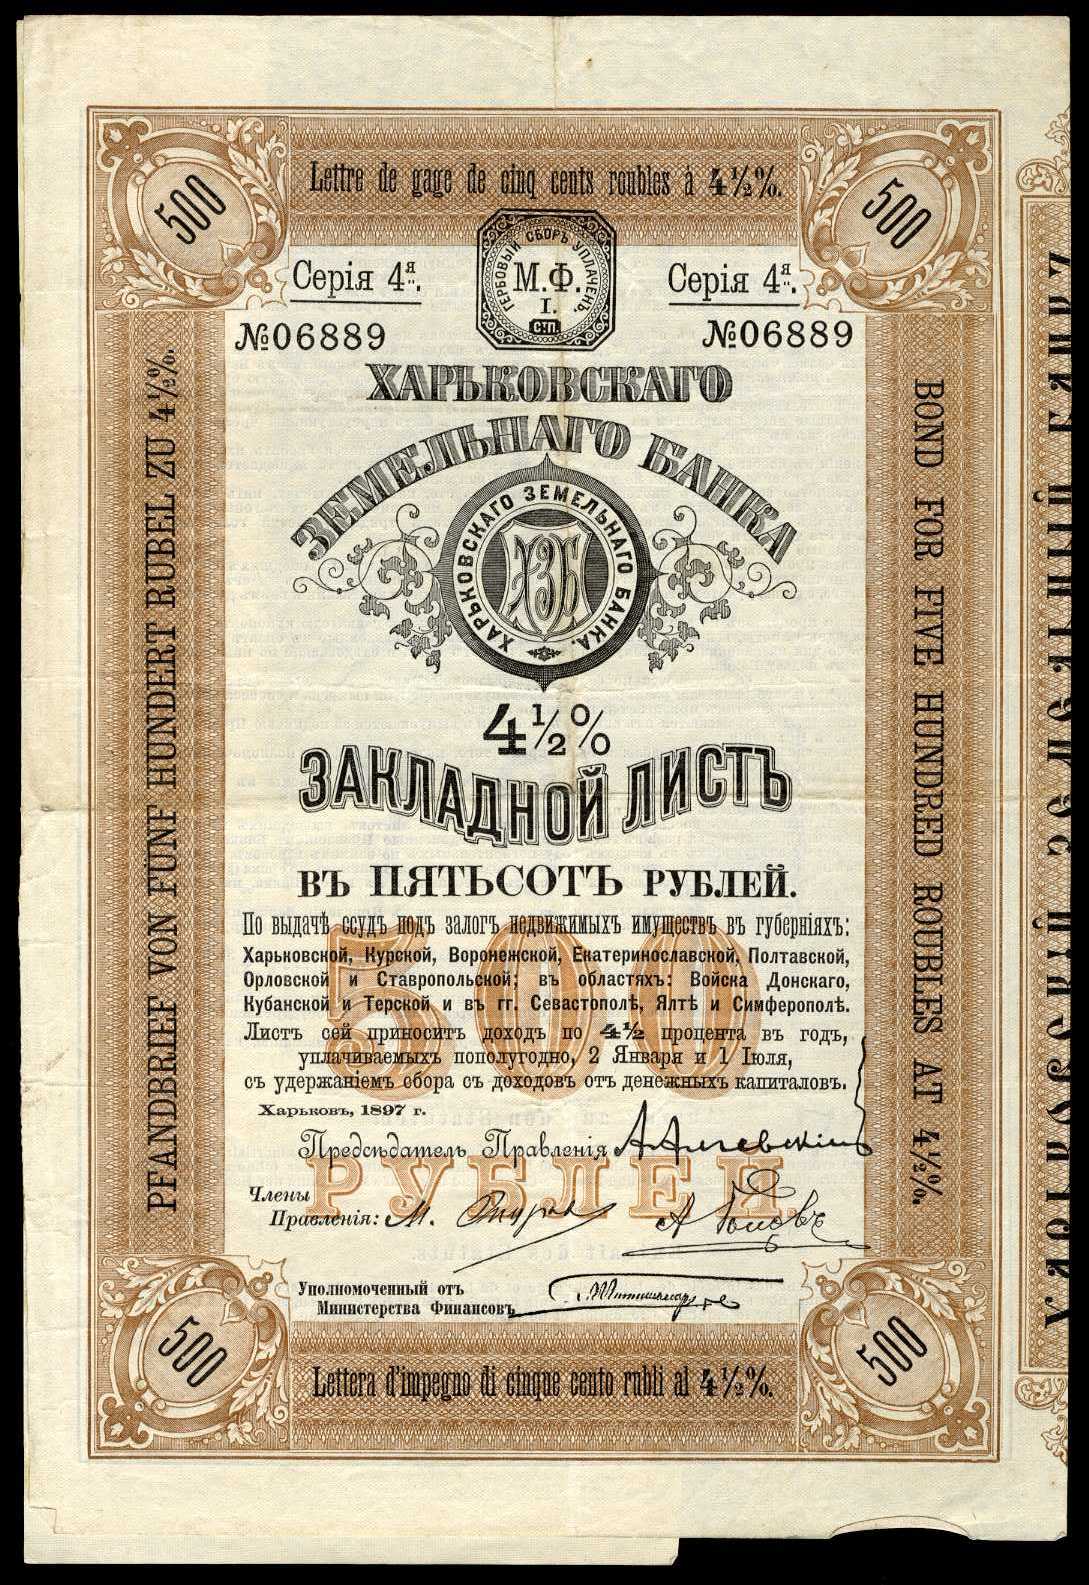 500
Lettre de gage de cinq cents roubles à 4½%.
500
Серія 4я.
ГЕРБОВЫЙ СБОРЪ УПЛАЧЕНЪ
М.Ф.
I.
С.П.
Серія 4я.
№06889
№06889
ХАРЬКОВСКАГО
ЗЕМЕЛЬНАГО БАНКА
ХАРЬКОВСКАГО ЗЕМЕЛЬНАГО БАНКА.
ХЗБ
4½%
ЗАКЛАДНОЙ ЛИСТЪ
ВЪ ПЯТЬСОТЪ РУБЛЕЙ.
По выдачѣ ссудъ подъ залогъ недвижимыхъ имуществъ въ губерніяхъ:
Харьковской, Курской, Воронежской, Екатеринославской, Полтавской,
Орловской и Ставропольской; въ областяхъ: Войска Донскаго,
Кубанской и Терской и въ гг. Севастополѣ, Ялтѣ и Симферополѣ.
Листъ сей приноситъ доходъ по 4½ процента въ годъ,
уплачиваемыхъ пополугодно, 2 Января и 1 Іюля,
съ удержаніемъ сбора съ доходовъ отъ денежныхъ капиталовъ.
500
РУБЛЕЙ.
Харьковъ, 1897 г.
Предсѣдатель Правленія А. Алчевскій
Члены
Правленія: М.
А.
Уполномоченный отъ
Министерства Финансовъ
500
Lettera d'impegno di cinque cento rubli al 4½%.
500
PFANDBRIEF VON FÜNF HUNDERT RUBEL ZU 4½%.
BOND FOR FIVE HUNDRED ROUBLES AT 4½%.